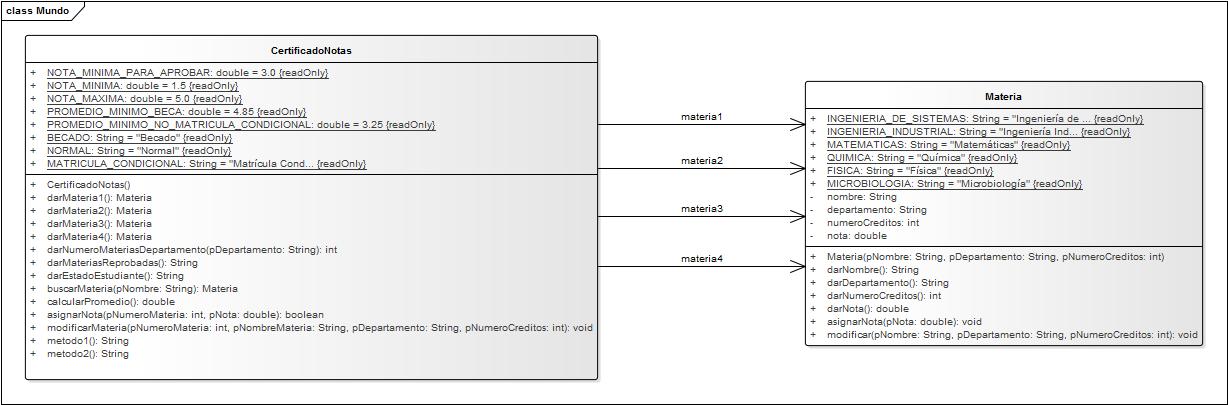 class Mundo
CertificadoNotas
+ NOTA_MINIMA_PARA_APROBAR: double = 3.0 {readOnly}
+ NOTA_MINIMA: double = 1.5 {readOnly}
+ NOTA_MAXIMA: double = 5.0 {readOnly}
+ PROMEDIO_MINIMO_BECA: double = 4.85 {readOnly}
+ PROMEDIO_MINIMO_NO_MATRICULA_CONDICIONAL: double = 3.25 {readOnly}
+ BECADO: String = "Becado" {readOnly}
+ NORMAL: String = "Normal" {readOnly}
+ MATRICULA_CONDICIONAL: String = "Matrícula Cond... {readOnly}
+ CertificadoNotas()
+ darMateria1(): Materia
+ darMateria2(): Materia
+ darMateria3(): Materia
+ darMateria4(): Materia
+ darNumeroMateriasDepartamento(pDepartamento: String): int
+ darMateriasReprobadas(): String
+ darEstadoEstudiante(): String
+ buscarMateria(pNombre: String): Materia
+ calcularPromedio(): double
+ asignarNota(pNumeroMateria: int, pNota: double): boolean
+ modificarMateria(pNumeroMateria: int, pNombreMateria: String, pDepartamento: String, pNumeroCreditos: int): void
+ metodo1(): String
+ metodo2(): String
materia1
materia2
materia3
materia4
Materia
+ INGENIERIA_DE_SISTEMAS: String = "Ingeniería de ... {readOnly}
+ INGENIERIA_INDUSTRIAL: String = "Ingeniería Ind... {readOnly}
+ MATEMATICAS: String = "Matemáticas" {readOnly}
+ QUIMICA: String = "Química" {readOnly}
+ FISICA: String = "Física" {readOnly}
+ MICROBIOLOGIA: String = "Microbiología" {readOnly}
- nombre: String
- departamento: String
- numeroCreditos: int
- nota: double
+ Materia(pNombre: String, pDepartamento: String, pNumeroCreditos: int)
+ darNombre(): String
+ darDepartamento(): String
+ darNumeroCreditos(): int
+ darNota(): double
+ asignarNota(pNota: double): void
+ modificar(pNombre: String, pDepartamento: String, pNumeroCreditos: int): void